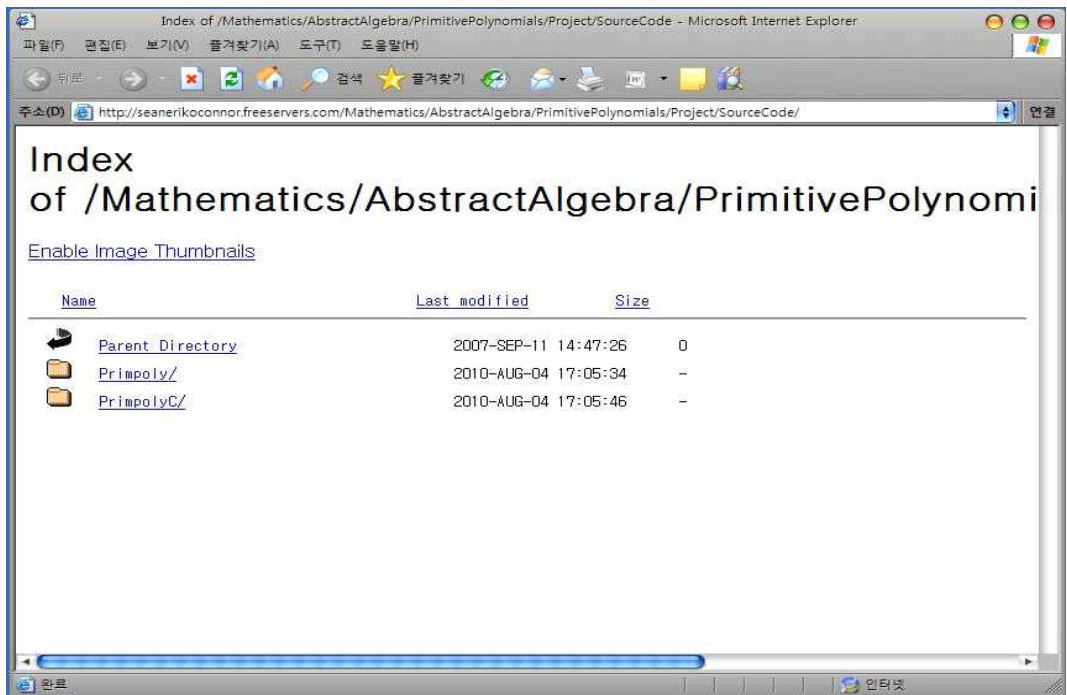 Index of /Mathematics/AbstractAlgebra/PrimitivePolynomials/Project/SourceCode - Microsoft Internet Explorer
파일(F) 편집(E) 보기(V) 즐겨찾기(A) 도구(T) 도움말(H)
뒤로 검색 즐겨찾기
주소(D) http://seanerikoconnor.freeservers.com/Mathematics/AbstractAlgebra/PrimitivePolynomials/Project/SourceCode/ 연결
Index
of /Mathematics/AbstractAlgebra/PrimitivePolynomi
Enable Image Thumbnails
Name Last modified Size
Parent Directory 2007-SEP-11 14:47:26 0
Primpoly/ 2010-AUG-04 17:05:34 -
PrimpolyC/ 2010-AUG-04 17:05:46 -
완료 인터넷